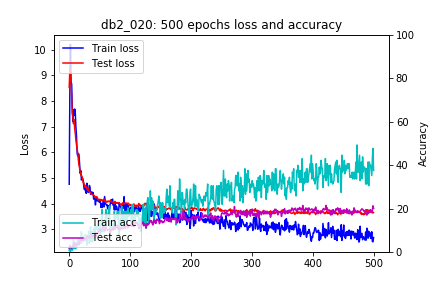 db2_020: 500 epochs loss and accuracy
Train loss
Test loss
Train acc
Test acc
Loss
10
9
8
7
6
5
4
3
Accuracy
100
80
60
40
20
0
0 100 200 300 400 500